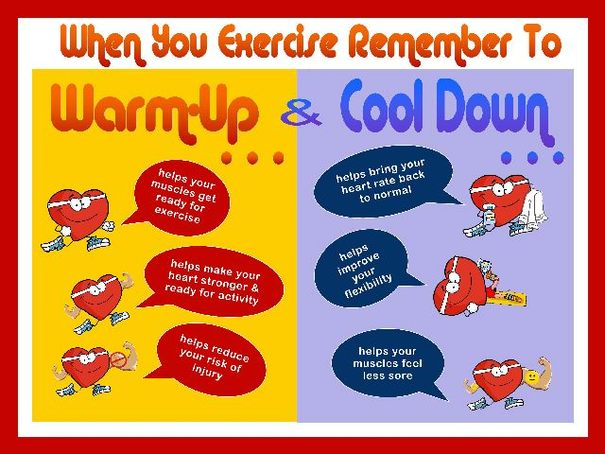 When You Exercise Remember To
Warm-Up & Cool Down
... ...
helps your
muscles get
ready for
exercise
helps make your
heart stronger &
ready for activity
helps reduce
your risk of
injury
helps bring your
heart rate back
to normal
helps
improve
your
flexibility
helps your
muscles feel
less sore